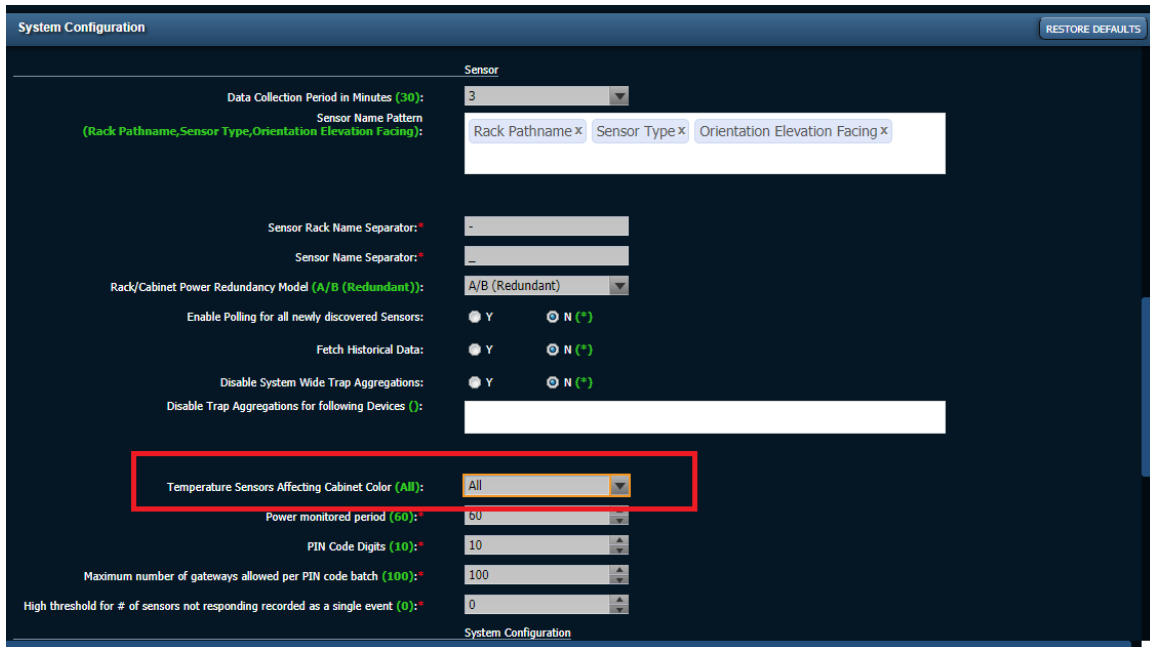 System Configuration
RESTORE DEFAULTS
Sensor
Data Collection Period in Minutes (30): 3
Sensor Name Pattern
(Rack Pathname,Sensor Type,Orientation Elevation Facing): Rack Pathname x Sensor Type x Orientation Elevation Facing x
Sensor Rack Name Separator:* -
Sensor Name Separator:* _
Rack/Cabinet Power Redundancy Model (A/B (Redundant)): A/B (Redundant)
Enable Polling for all newly discovered Sensors: Y N (*)
Fetch Historical Data: Y N (*)
Disable System Wide Trap Aggregations: Y N (*)
Disable Trap Aggregations for following Devices ():
Temperature Sensors Affecting Cabinet Color (All): All
Power monitored period (60):* 60
PIN Code Digits (10):* 10
Maximum number of gateways allowed per PIN code batch (100):* 100
High threshold for # of sensors not responding recorded as a single event (0):* 0
System Configuration